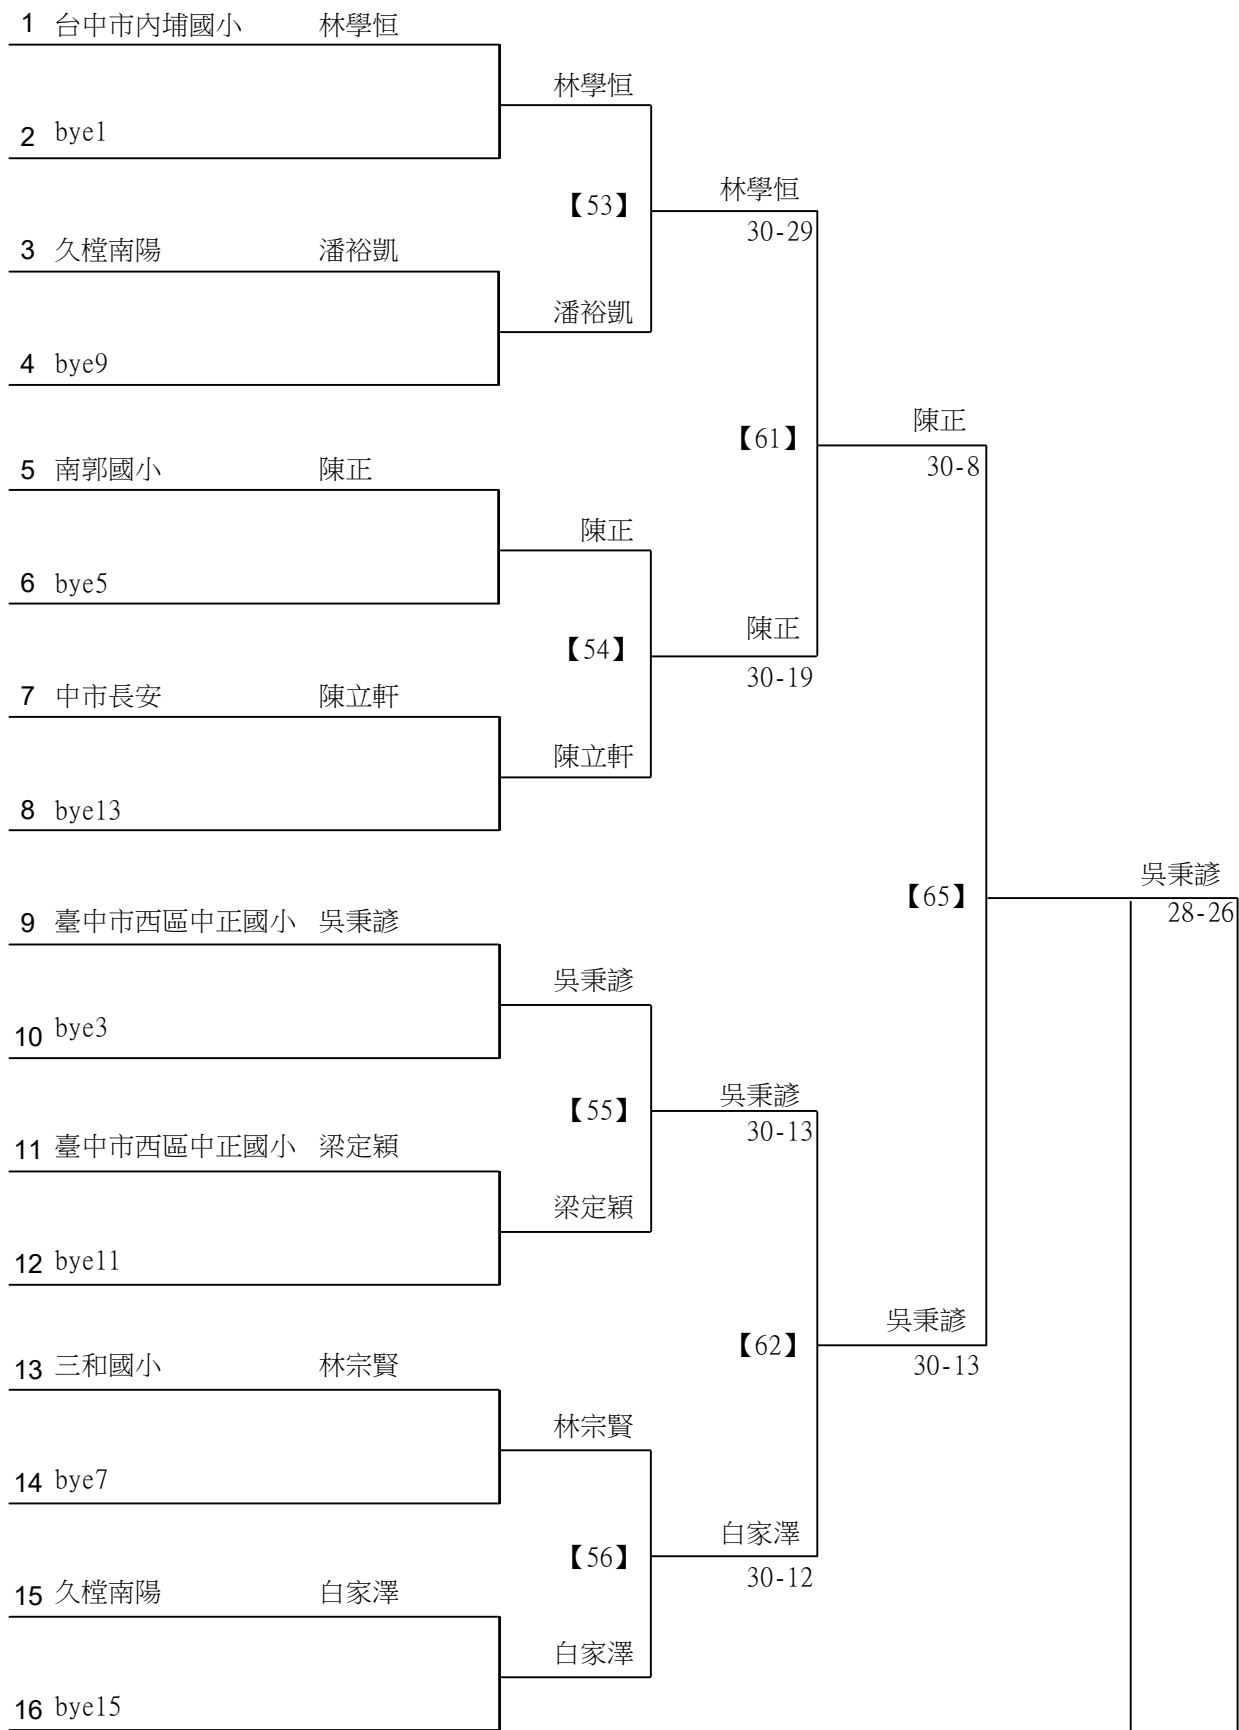 1 台中市內埔國小 林學恒
林學恒
2 bye1
【53】
林學恒
30-29
3 久樘南陽 潘裕凱
潘裕凱
4 bye9
【61】
陳正
30-8
5 南郭國小 陳正
陳正
6 bye5
【54】
陳正
30-19
7 中市長安 陳立軒
陳立軒
8 bye13
【65】
吳秉諺
28-26
9 臺中市西區中正國小 吳秉諺
吳秉諺
10 bye3
【55】
吳秉諺
30-13
11 臺中市西區中正國小 梁定穎
梁定穎
12 bye11
【62】
吳秉諺
30-13
13 三和國小 林宗賢
林宗賢
14 bye7
【56】
白家澤
30-12
15 久樘南陽 白家澤
白家澤
16 bye15